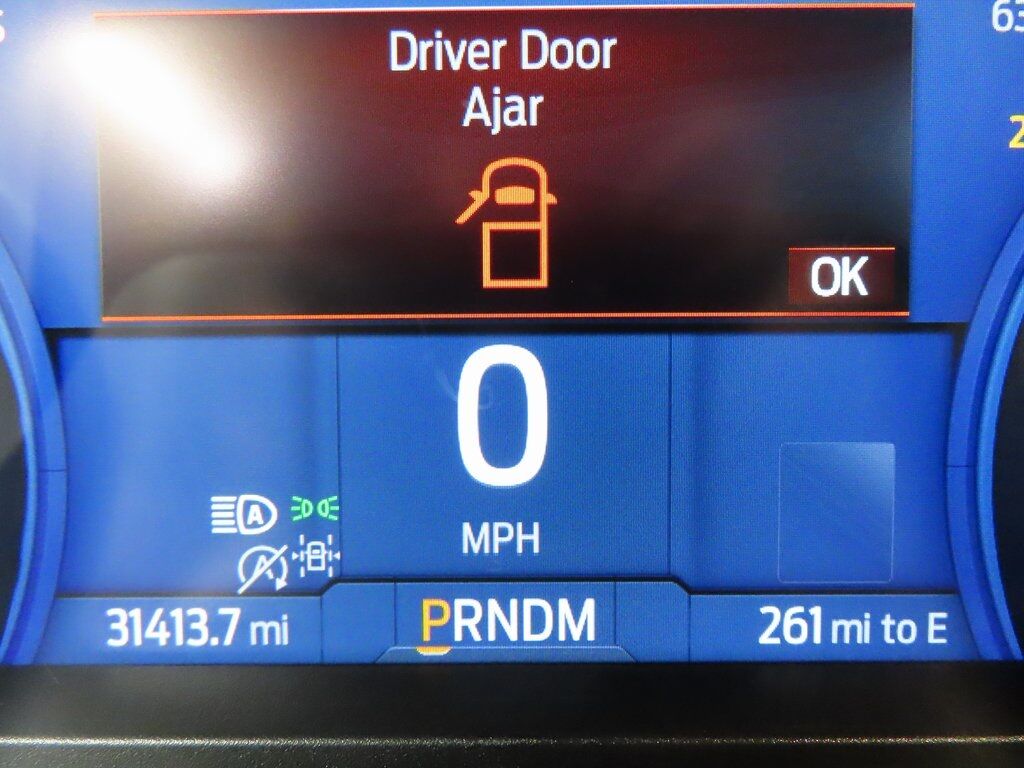 Driver Door
Ajar
OK
0
MPH
31413.7 mi
PRNDM
261 mi to E